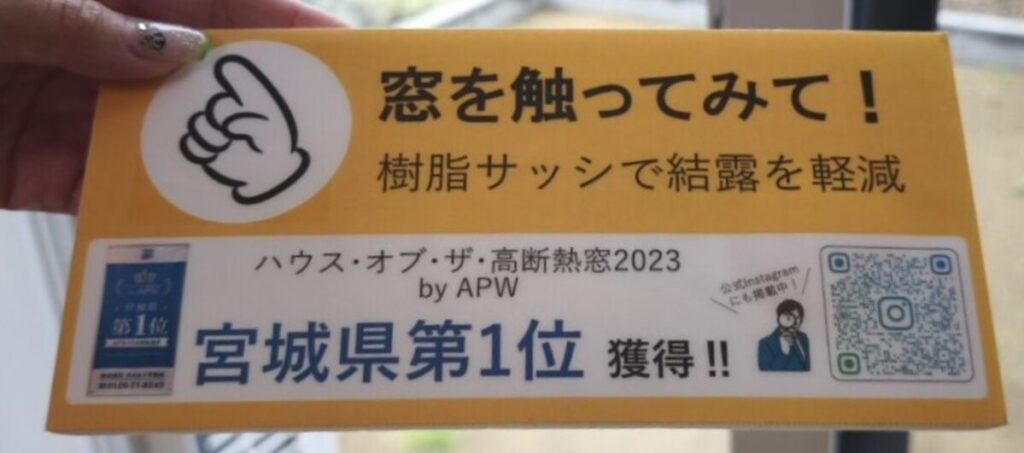 窓を触ってみて！
樹脂サッシで結露を軽減
ハウス・オブ・ザ・高断熱窓2023
by APW
宮城県第1位 獲得!!
公式Instagram
にも掲載中！
宮城県
第1位